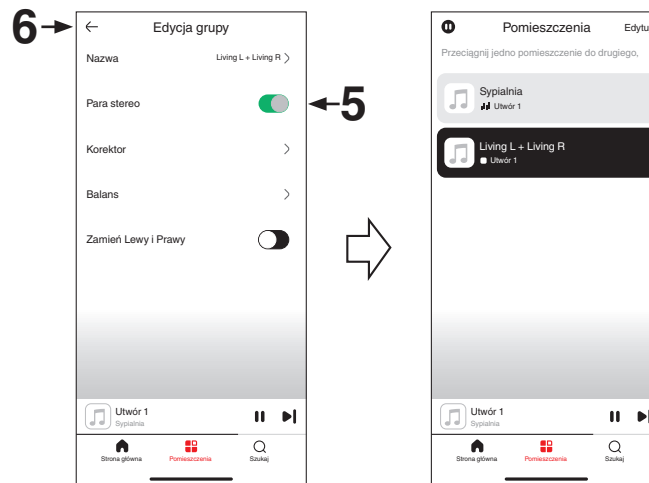 6
Edycja grupy
Nazwa
Living L + Living R
Para stereo
5
Korektor
Balans
Zamień Lewy i Prawy
Utwór 1
Sypialnia
Strona główna
Pomieszczenia
Szukaj
Pomieszczenia
Edytu
Przeciągnij jedno pomieszczenie do drugiego,
Sypialnia
Utwór 1
Living L + Living R
Utwór 1
Utwór 1
Sypialnia
Strona główna
Pomieszczenia
Szukaj